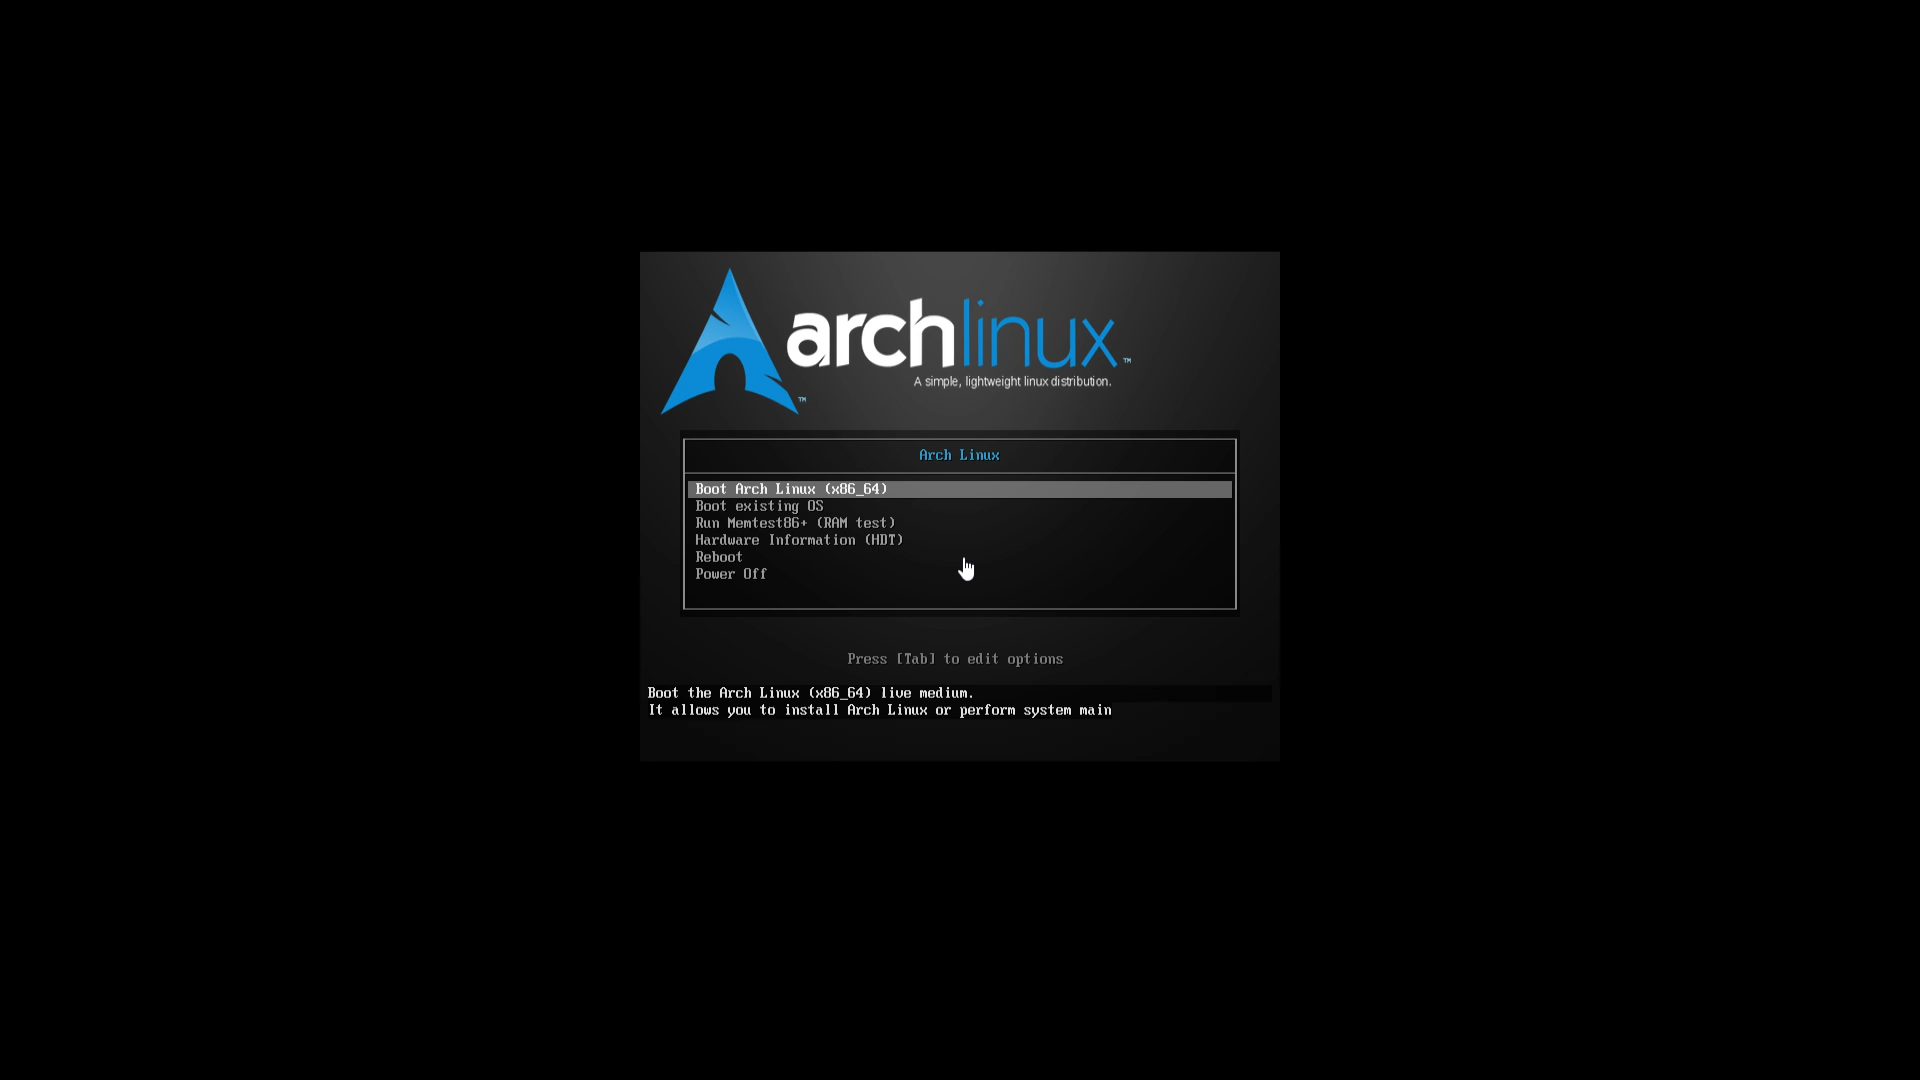 archlinux™
A simple, lightweight linux distribution.
™
Arch Linux
Boot Arch Linux (x86_64)
Boot existing OS
Run Memtest86+ (RAM test)
Hardware Information (HDT)
Reboot
Power Off
Press [Tab] to edit options
Boot the Arch Linux (x86_64) live medium.
It allows you to install Arch Linux or perform system main